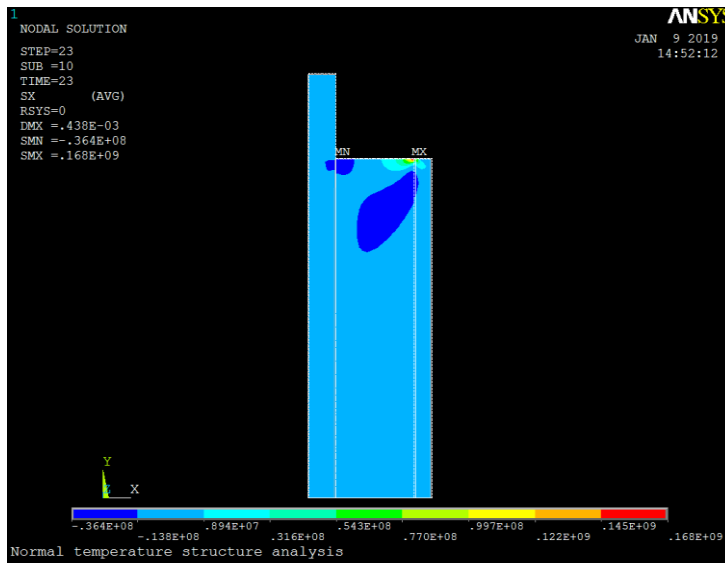 1
ANSYS
NODAL SOLUTION
JAN 9 2019
14:52:12
STEP=23
SUB =10
TIME=23
SX (AVG)
RSYS=0
DMX =.438E-03
SMN =-.364E+08
SMX =.168E+09
MN MX
Y
X
-.364E+08 .894E+07 .543E+08 .997E+08 .145E+09
-.138E+08 .316E+08 .770E+08 .122E+09 .168E+09
Normal temperature structure analysis